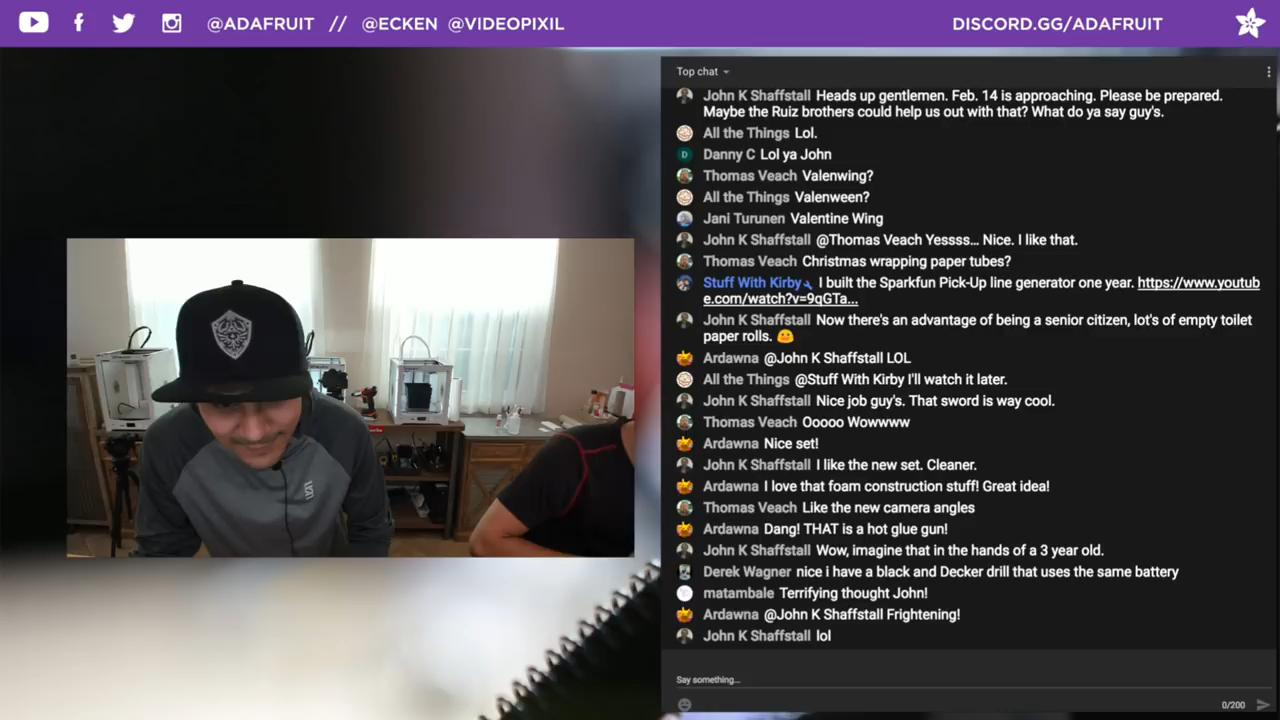 @ADAFRUIT // @ECKEN @VIDEOPIXIL
DISCORD.GG/ADAFRUIT
Top chat
John K Shaffstall Heads up gentlemen. Feb. 14 is approaching. Please be prepared.
Maybe the Ruiz brothers could help us out with that? What do ya say guy's.
All the Things Lol.
D Danny C Lol ya John
Thomas Veach Valenwing?
All the Things Valenween?
Jani Turunen Valentine Wing
John K Shaffstall @Thomas Veach Yessss... Nice. I like that.
Thomas Veach Christmas wrapping paper tubes?
Stuff With Kirby I built the Sparkfun Pick-Up line generator one year. https://www.youtub
e.com/watch?v=9qGTa...
John K Shaffstall Now there's an advantage of being a senior citizen, lot's of empty toilet
paper rolls. 😀
Ardawna @John K Shaffstall LOL
All the Things @Stuff With Kirby I'll watch it later.
John K Shaffstall Nice job guy's. That sword is way cool.
Thomas Veach Ooooo Wowwww
Ardawna Nice set!
John K Shaffstall I like the new set. Cleaner.
Ardawna I love that foam construction stuff! Great idea!
Thomas Veach Like the new camera angles
Ardawna Dang! THAT is a hot glue gun!
John K Shaffstall Wow, imagine that in the hands of a 3 year old.
Derek Wagner nice i have a black and Decker drill that uses the same battery
matambale Terrifying thought John!
Ardawna @John K Shaffstall Frightening!
John K Shaffstall lol
Say something...
0/200